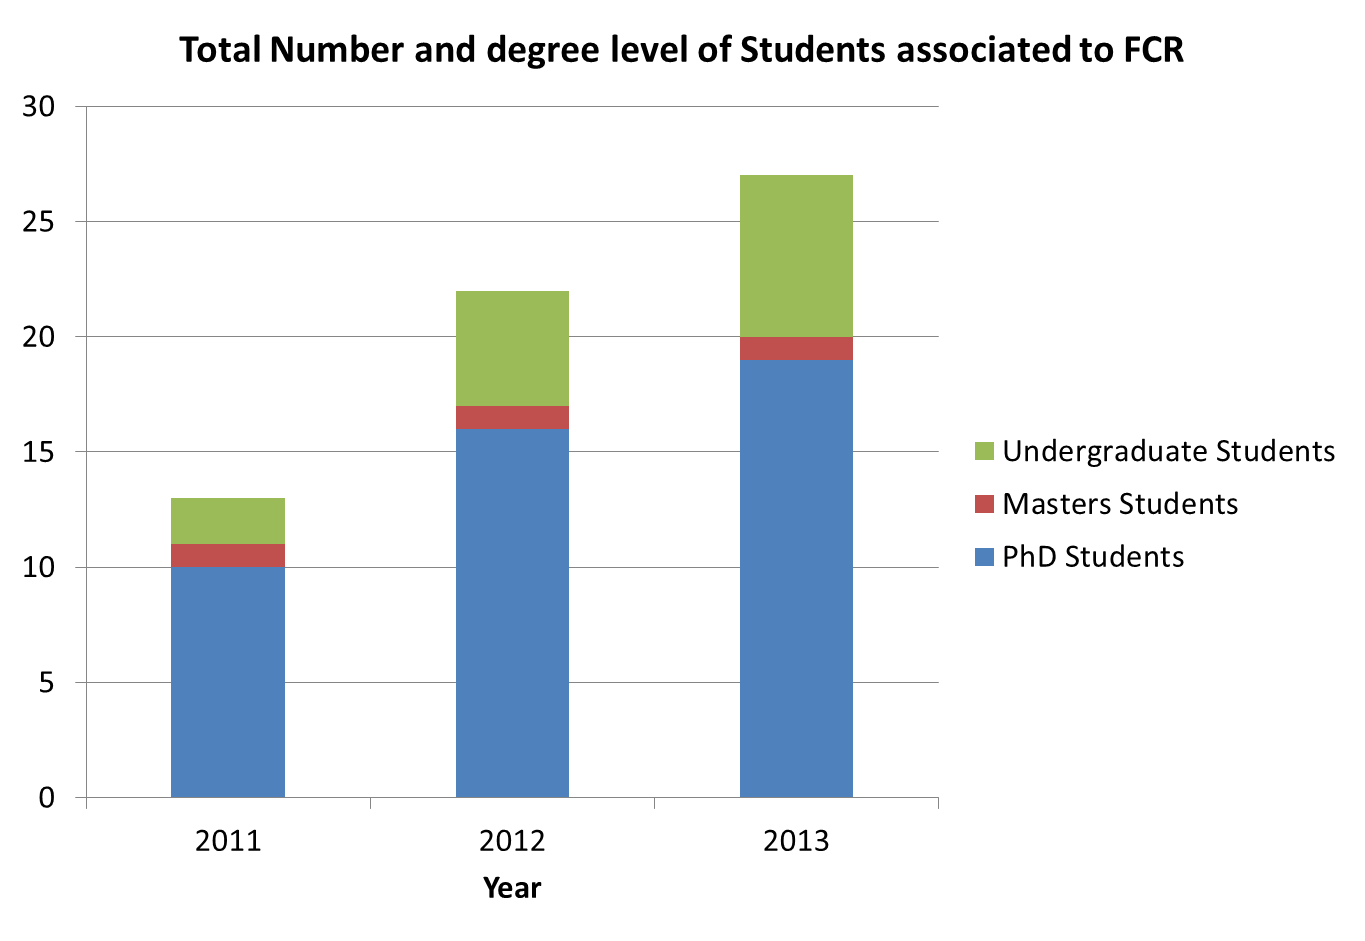 Total Number and degree level of Students associated to FCR
30
25
20
15
10
5
0
2011 2012 2013
Year
Undergraduate Students
Masters Students
PhD Students